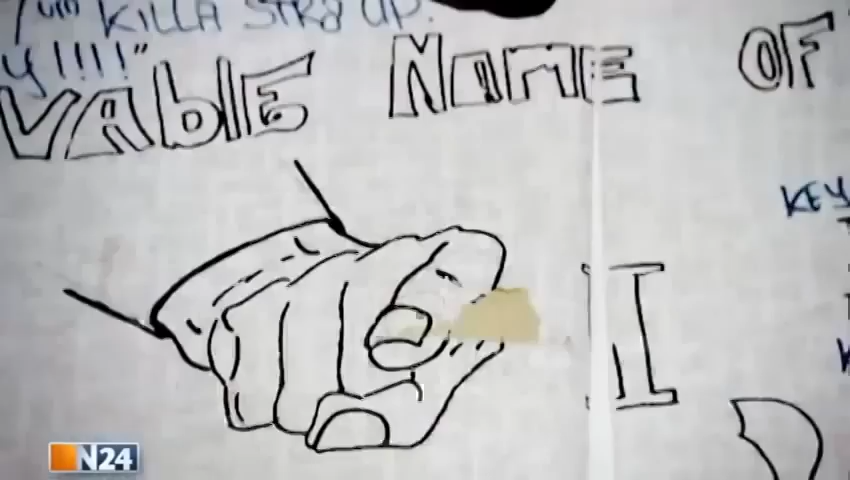 KILLA STR8 UP.
Y!!!!"
VAblE NAME OF
KEY
I
N24